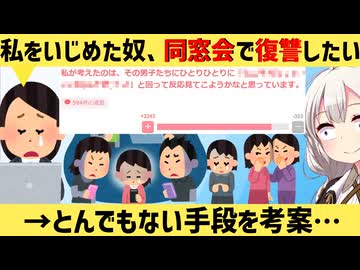 私をいじめた奴、同窓会で復讐したい
私が考えたのは、その男子たちにひとりひとりに
」と回って反応見てこようかなと思っています。
594件の返信
+2245
-333
→とんでもない手段を考案…